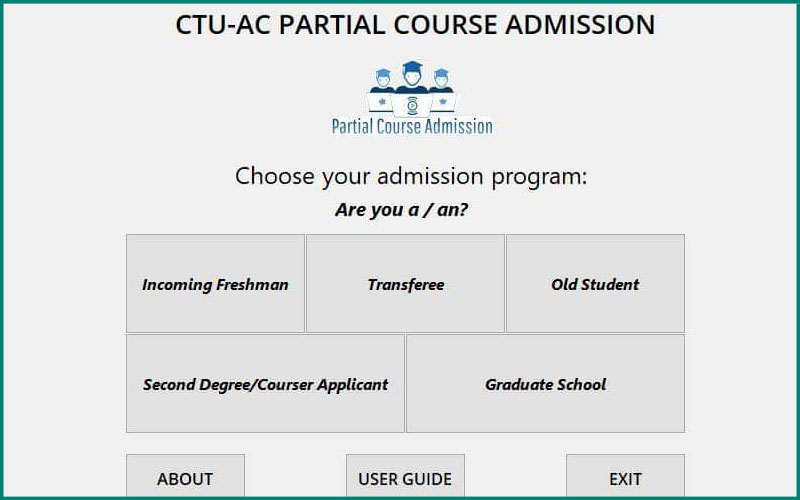 CTU-AC PARTIAL COURSE ADMISSION
Partial Course Admission
Choose your admission program:
Are you a / an?
Incoming Freshman
Transferee
Old Student
Second Degree/Courser Applicant
Graduate School
ABOUT
USER GUIDE
EXIT